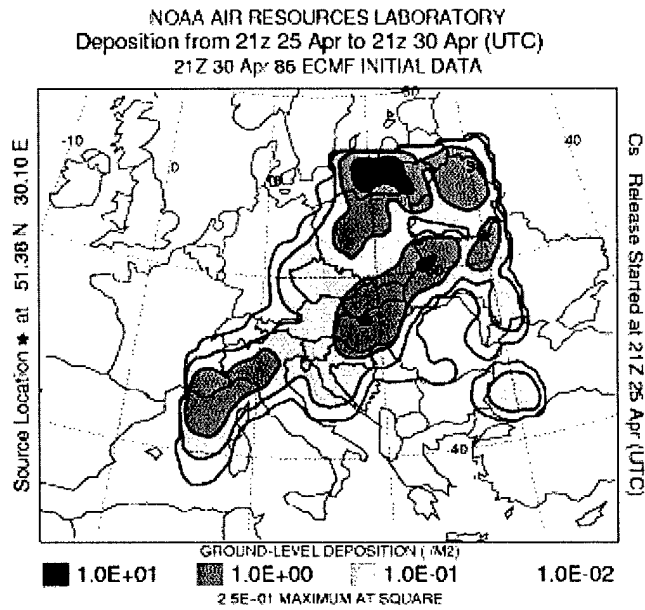 NOAA AIR RESOURCES LABORATORY
Deposition from 21z 25 Apr to 21z 30 Apr (UTC)
21Z 30 Apr 86 ECMF INITIAL DATA
Source Location ★ at 51.38 N 30.10 E
-10
0
40
-40
Cs Release Started at 21Z 25 Apr (UTC)
GROUND-LEVEL DEPOSITION ( /M2)
1.0E+01 1.0E+00 1.0E-01 1.0E-02
2.5E-01 MAXIMUM AT SQUARE